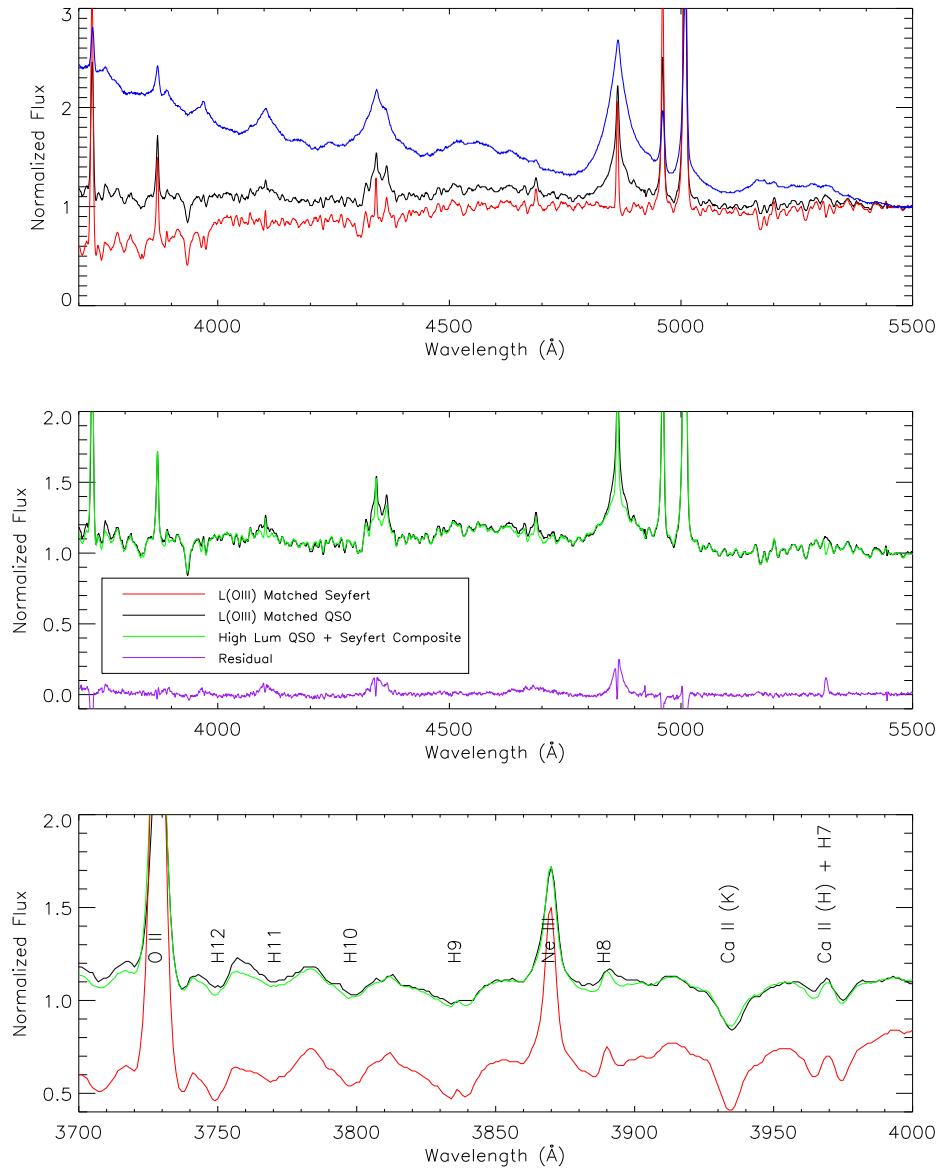 3
2
1
0
Normalized Flux
4000
4500
5000
5500
Wavelength (Å)
2.0
1.5
1.0
0.5
0.0
Normalized Flux
L(OIII) Matched Seyfert
L(OIII) Matched QSO
High Lum QSO + Seyfert Composite
Residual
4000
4500
5000
5500
Wavelength (Å)
2.0
1.5
1.0
0.5
Normalized Flux
O II
H12
H11
H10
H9
Ne III
H8
Ca II (K)
Ca II (H) + H7
3700
3750
3800
3850
3900
3950
4000
Wavelength (Å)